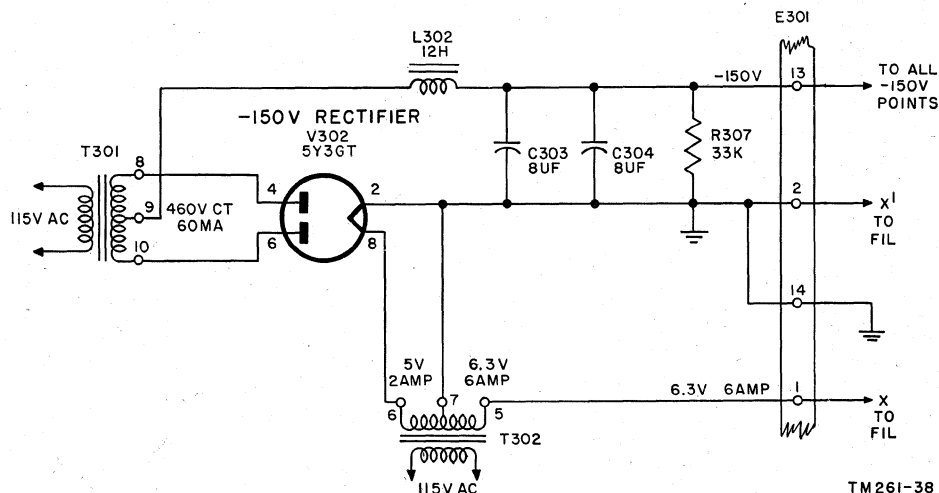 E301
L302
12H
-150V
13
TO ALL
-150V
POINTS
-150V RECTIFIER
V302
5Y3GT
C303
8UF
C304
8UF
R307
33K
T301
8
4
2
2
X¹
TO
FIL
115V AC
9
460V CT
60MA
10
6
8
14
5V
2AMP
6.3V
6AMP
6
7
5
6.3V 6AMP
1
X
TO
FIL
T302
115V AC
TM261-38